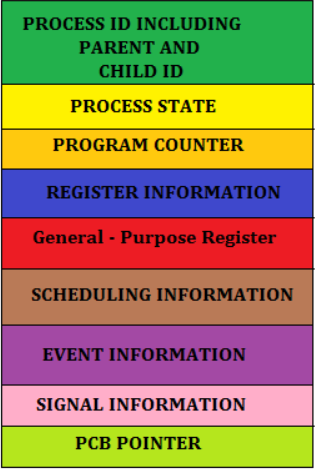 PROCESS ID INCLUDING
PARENT AND
CHILD ID
PROCESS STATE
PROGRAM COUNTER
REGISTER INFORMATION
General - Purpose Register
SCHEDULING INFORMATION
EVENT INFORMATION
SIGNAL INFORMATION
PCB POINTER